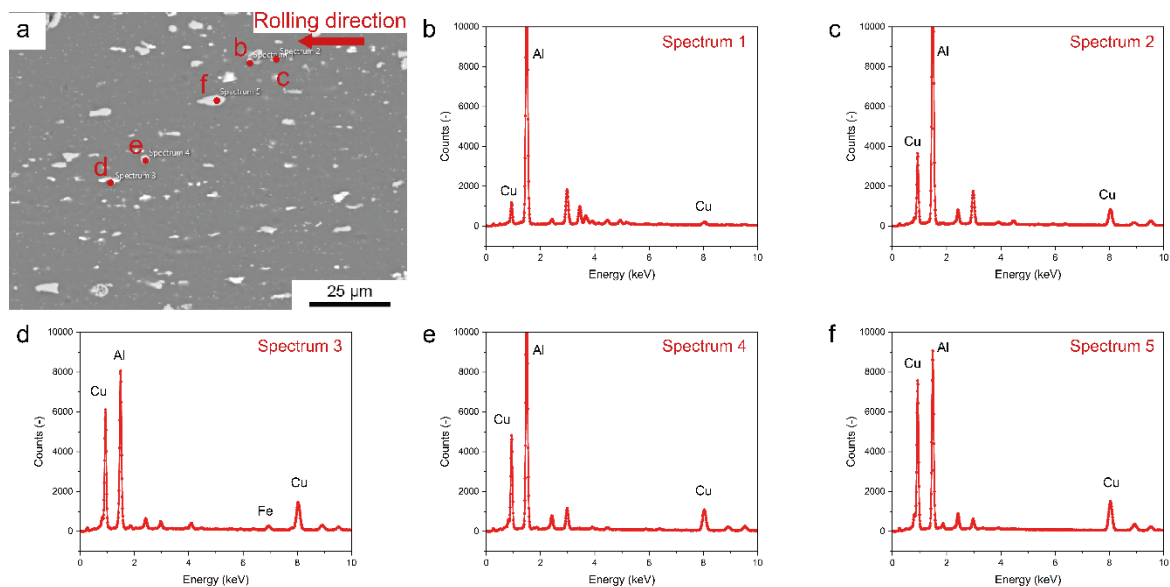 a
Rolling direction
b
Spectrum 2
c
f
Spectrum 5
e
Spectrum 4
d
Spectrum 3
25 µm
b
Spectrum 1
10000
8000
6000
4000
2000
0
Counts (-)
Al
Cu
Cu
0 2 4 6 8 10
Energy (keV)
c
Spectrum 2
10000
8000
6000
4000
2000
0
Counts (-)
Al
Cu
Cu
0 2 4 6 8 10
Energy (keV)
d
Spectrum 3
10000
8000
6000
4000
2000
0
Counts (-)
Al
Cu
Fe
Cu
0 2 4 6 8 10
Energy (keV)
e
Spectrum 4
10000
8000
6000
4000
2000
0
Counts (-)
Al
Cu
Cu
0 2 4 6 8 10
Energy (keV)
f
Spectrum 5
10000
8000
6000
4000
2000
0
Counts (-)
Al
Cu
Cu
0 2 4 6 8 10
Energy (keV)